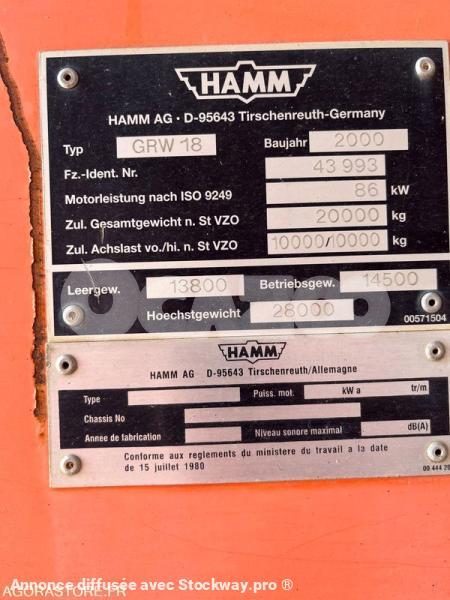 HAMM
HAMM AG · D-95643 Tirschenreuth-Germany
Typ GRW 18 Baujahr 2000
Fz.-Ident. Nr. 43 993
Motorleistung nach ISO 9249 86 kW
Zul. Gesamtgewicht n. St VZO 20000 kg
Zul. Achslast vo./hi. n. St VZO 10000/10000 kg
Leergew. 13800 Betriebsgew. 14500
Hoechstgewicht 28000 00571504
OCAZOO
HAMM
HAMM AG D-95643 Tirschenreuth/Allemagne
Type Puiss. mot. kW a tr/m
Chassis No
Annee de fabrication Niveau sonore maximal dB(A)
Conforme aux reglements du ministere du travail a la date
de 15 juillet 1980
00 444 26
Annonce diffusée avec Stockway.pro ®
AGORASTORE.FR